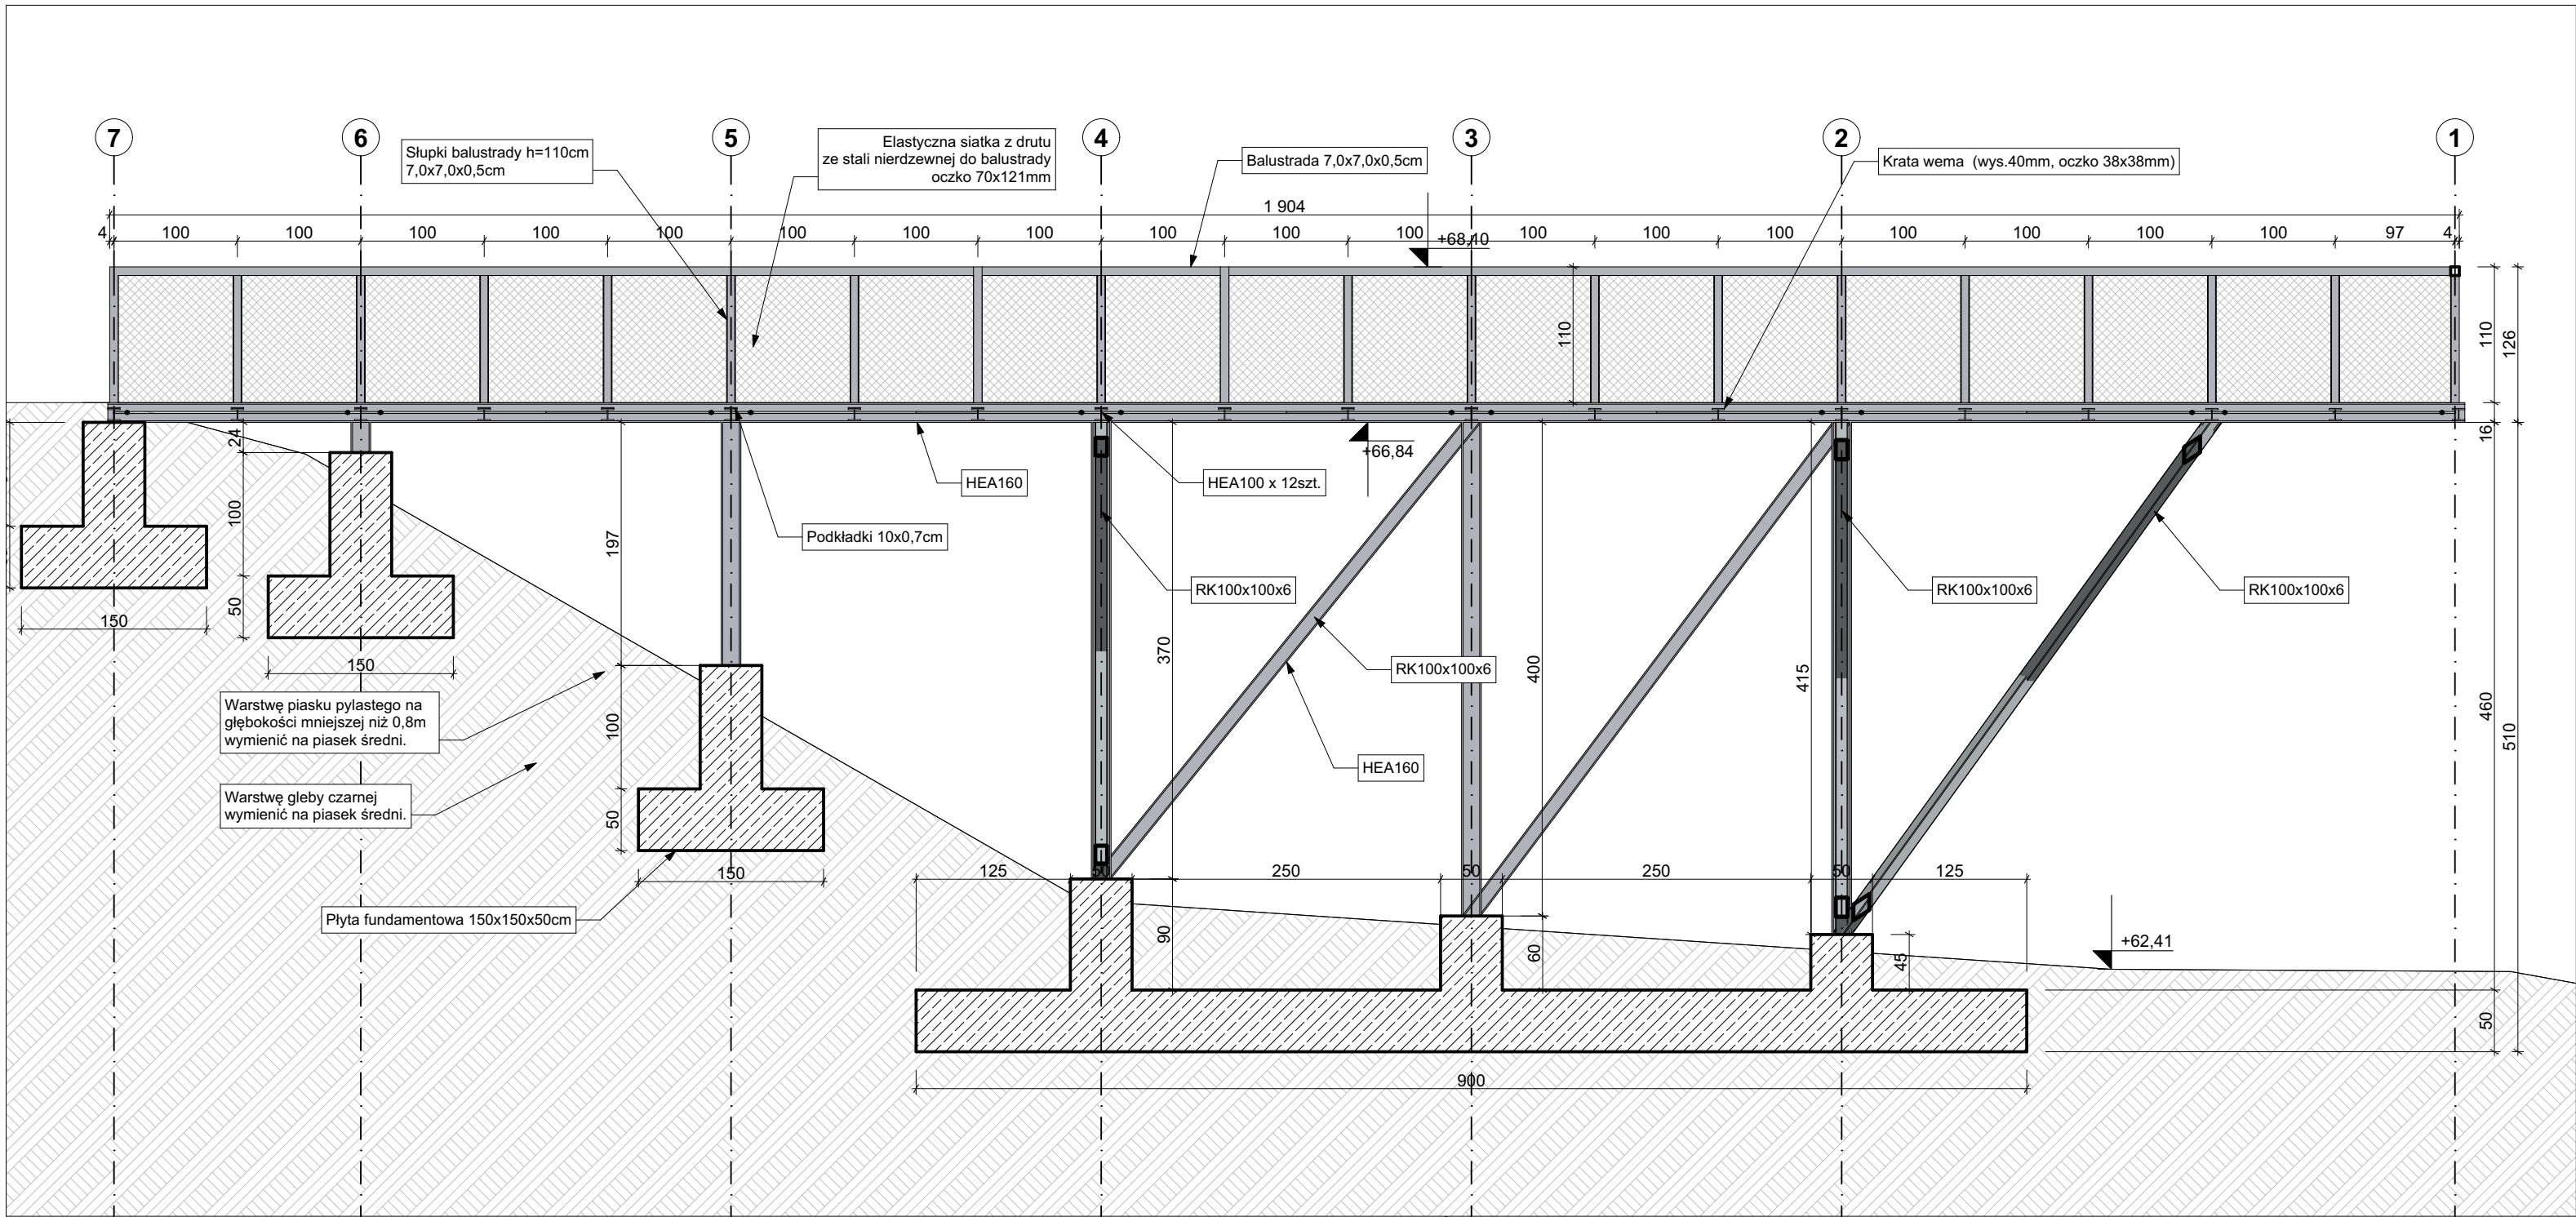 7
6
5
4
3
2
1
Słupki balustrady h=110cm
7,0x7,0x0,5cm
Elastyczna siatka z drutu
ze stali nierdzewnej do balustrady
oczko 70x121mm
Balustrada 7,0x7,0x0,5cm
Krata wema (wys.40mm, oczko 38x38mm)
1 904
4 100 100 100 100 100 100 100 100 100 100 100 100 100 100 100 100 100 100 97 4
+68,10
110
110
126
16
24
100
50
150
150
197
100
50
150
HEA160
Podkładki 10x0,7cm
HEA100 x 12szt.
+66,84
RK100x100x6
RK100x100x6
RK100x100x6
RK100x100x6
HEA160
370
400
415
460
510
Warstwę piasku pylastego na
głębokości mniejszej niż 0,8m
wymienić na piasek średni.
Warstwę gleby czarnej
wymienić na piasek średni.
Płyta fundamentowa 150x150x50cm
125 50 250 50 250 50 125
90
60
45
+62,41
50
900